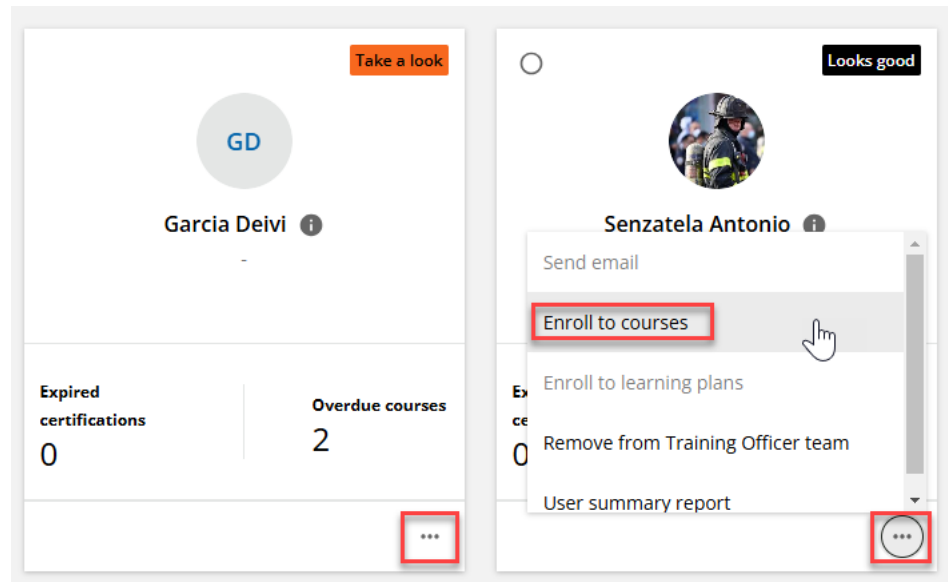 Take a look
GD
Garcia Deivi
-
Expired
certifications
0
Overdue courses
2
Looks good
Senzatela Antonio
Send email
Enroll to courses
Enroll to learning plans
Remove from Training Officer team
User summary report
Ex
ce
0